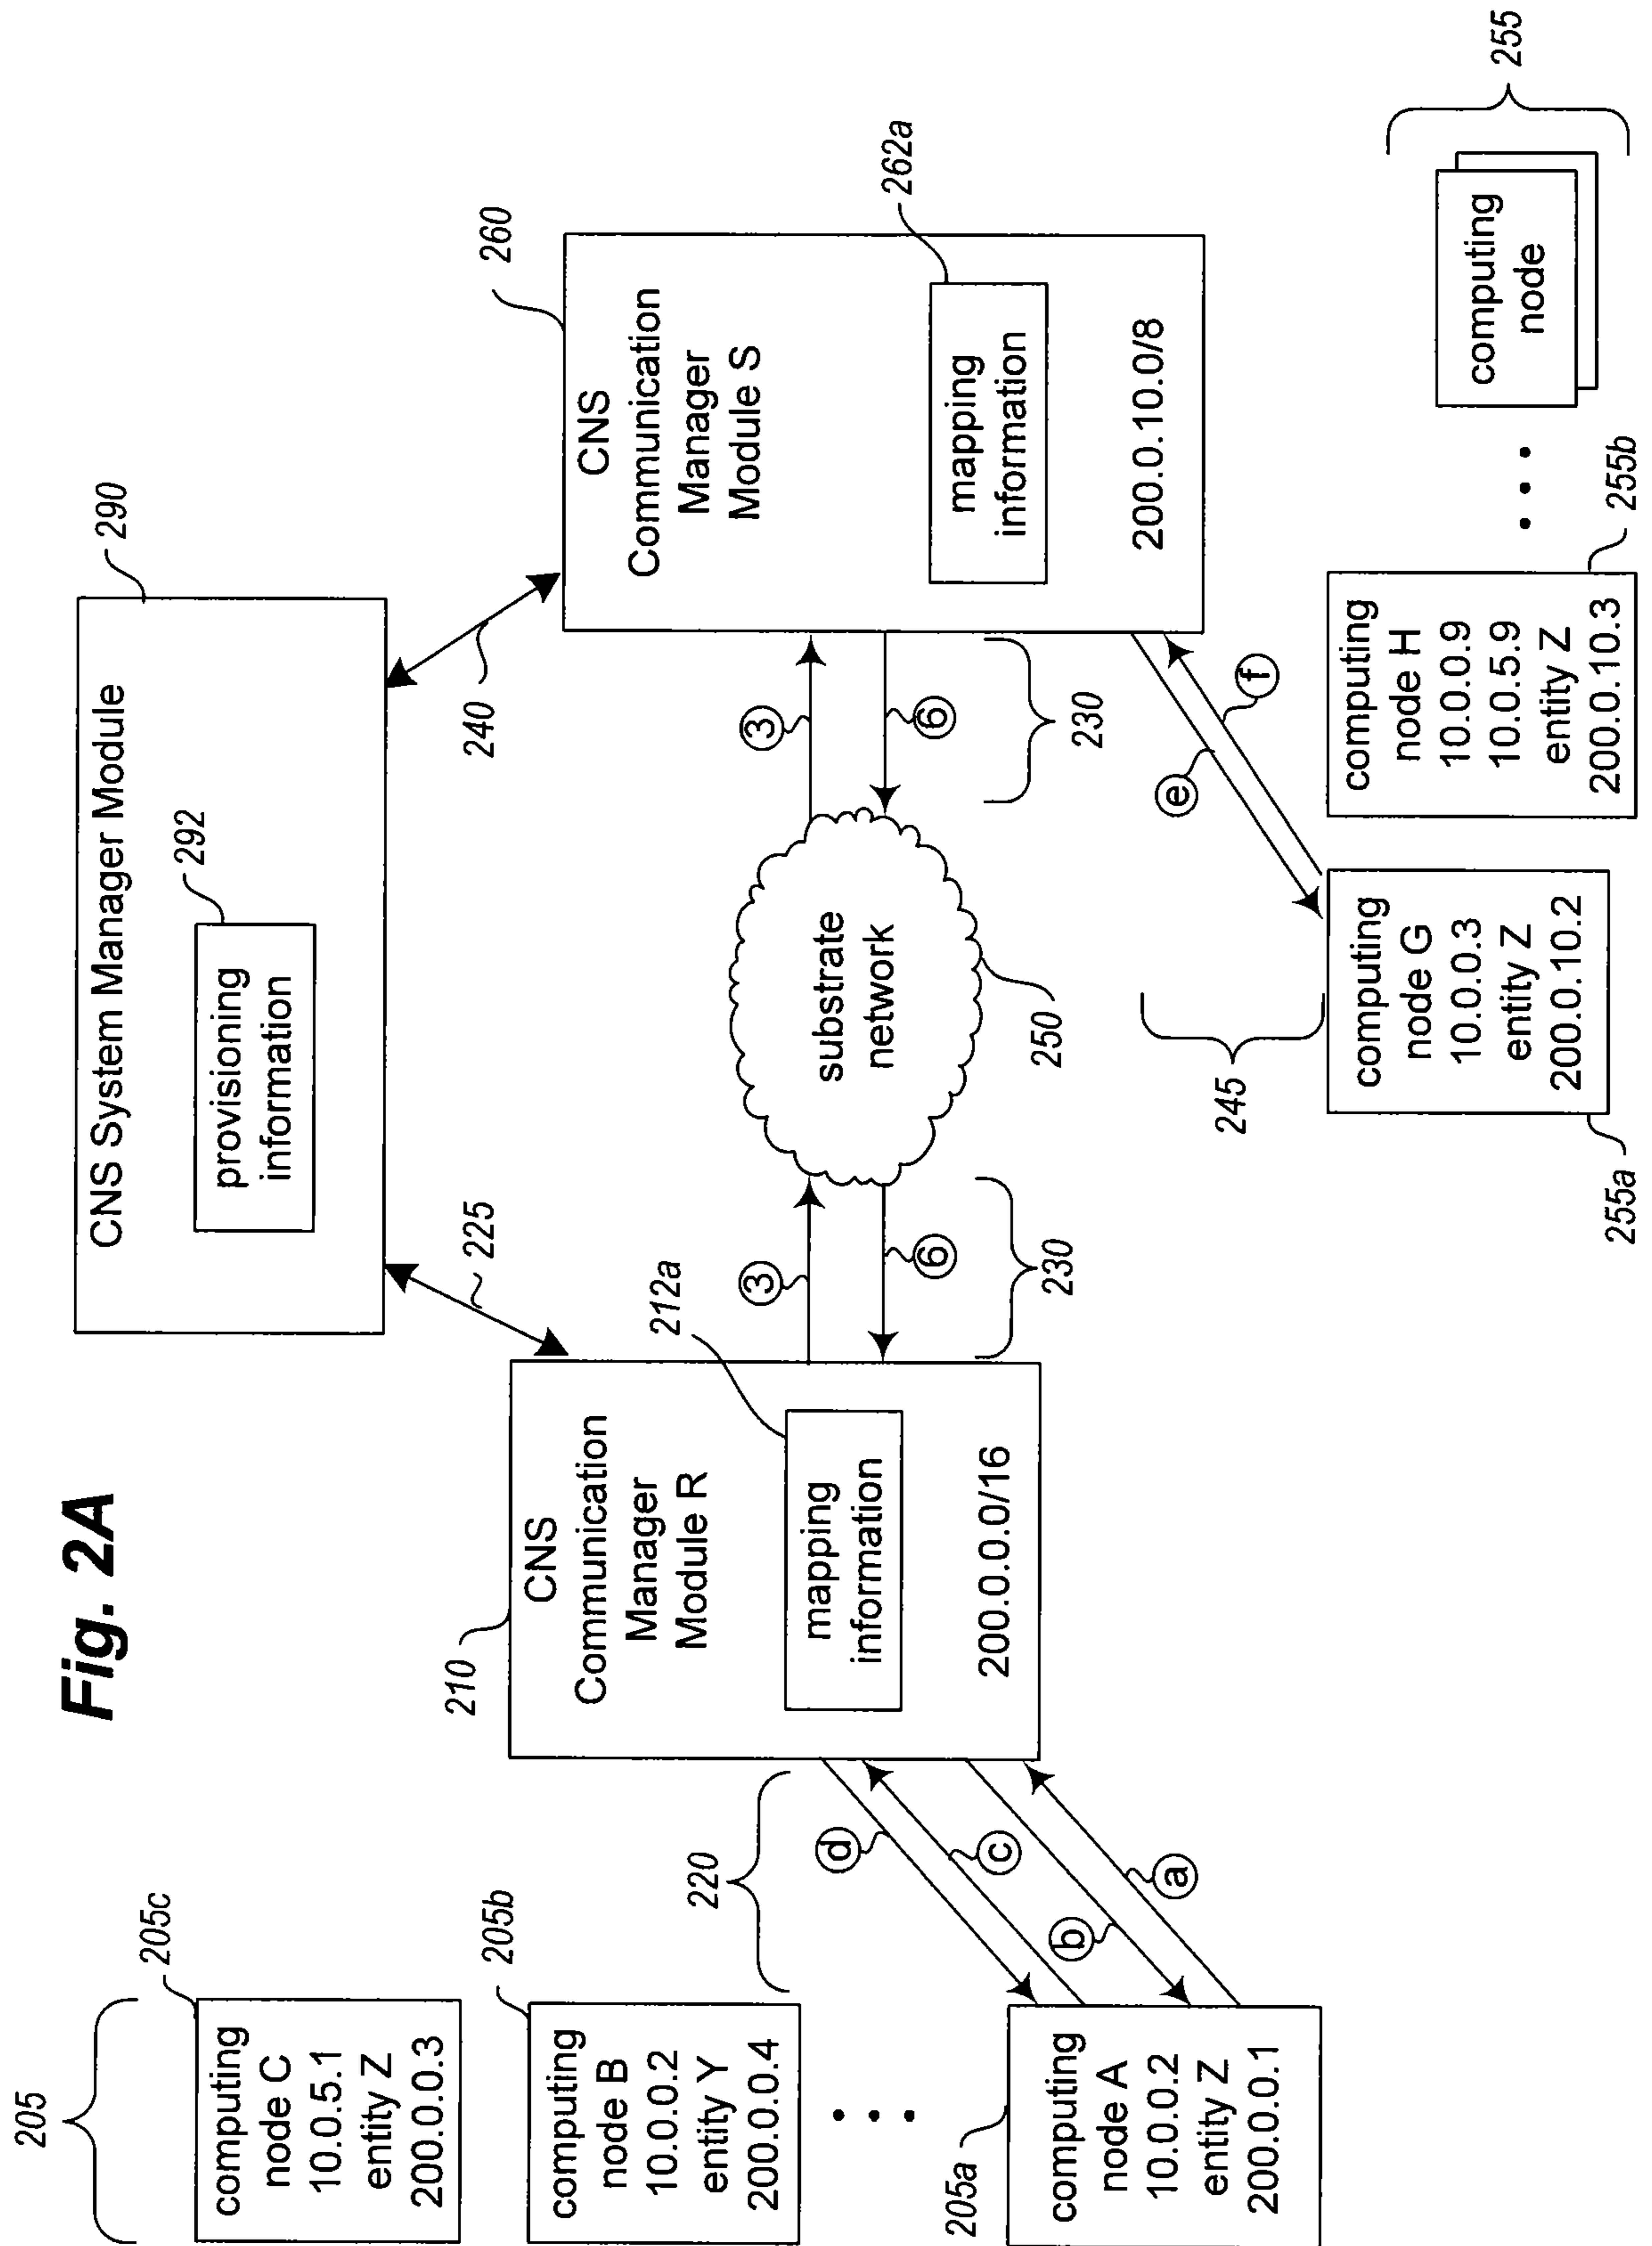 Fig. 2A
CNS System Manager Module
290
provisioning
information
292
225
240
205
205c
computing
node C
10.0.5.1
entity Z
200.0.0.3
205b
computing
node B
10.0.0.2
entity Y
200.0.0.4
205a
computing
node A
10.0.0.2
entity Z
200.0.0.1
220
d
c
b
a
210
CNS
Communication
Manager
Module R
212a
mapping
information
200.0.0.0/16
3
6
230
substrate
network
250
3
6
230
260
CNS
Communication
Manager
Module S
262a
mapping
information
200.0.10.0/8
e
f
245
computing
node G
10.0.0.3
entity Z
200.0.10.2
255a
computing
node H
10.0.0.9
10.0.5.9
entity Z
200.0.10.3
255b
computing
node
255